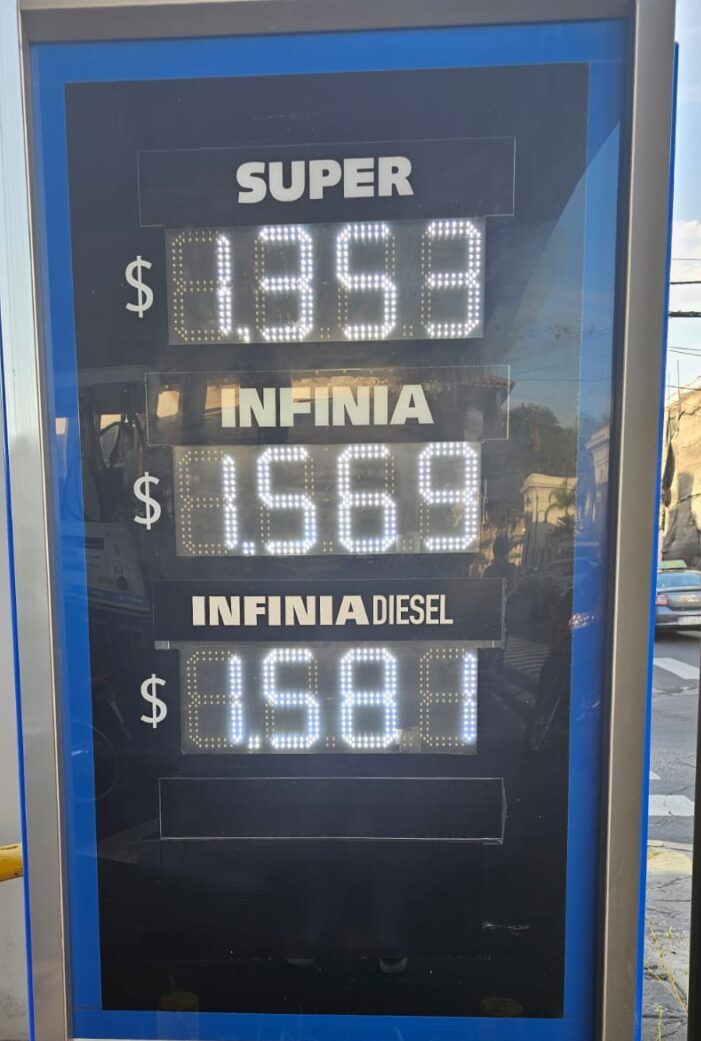 SUPER
$ 1.353
INFINIA
$ 1.569
INFINIA DIESEL
$ 1.581